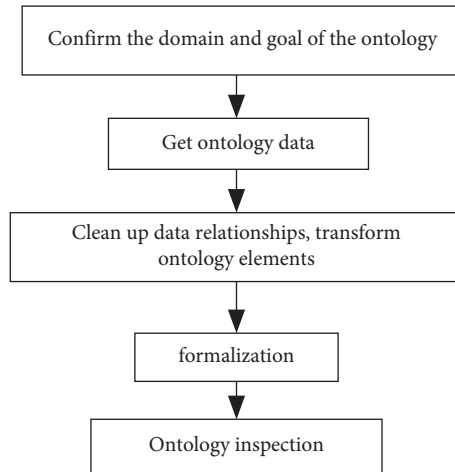 Confirm the domain and goal of the ontology
Get ontology data
Clean up data relationships, transform
ontology elements
formalization
Ontology inspection